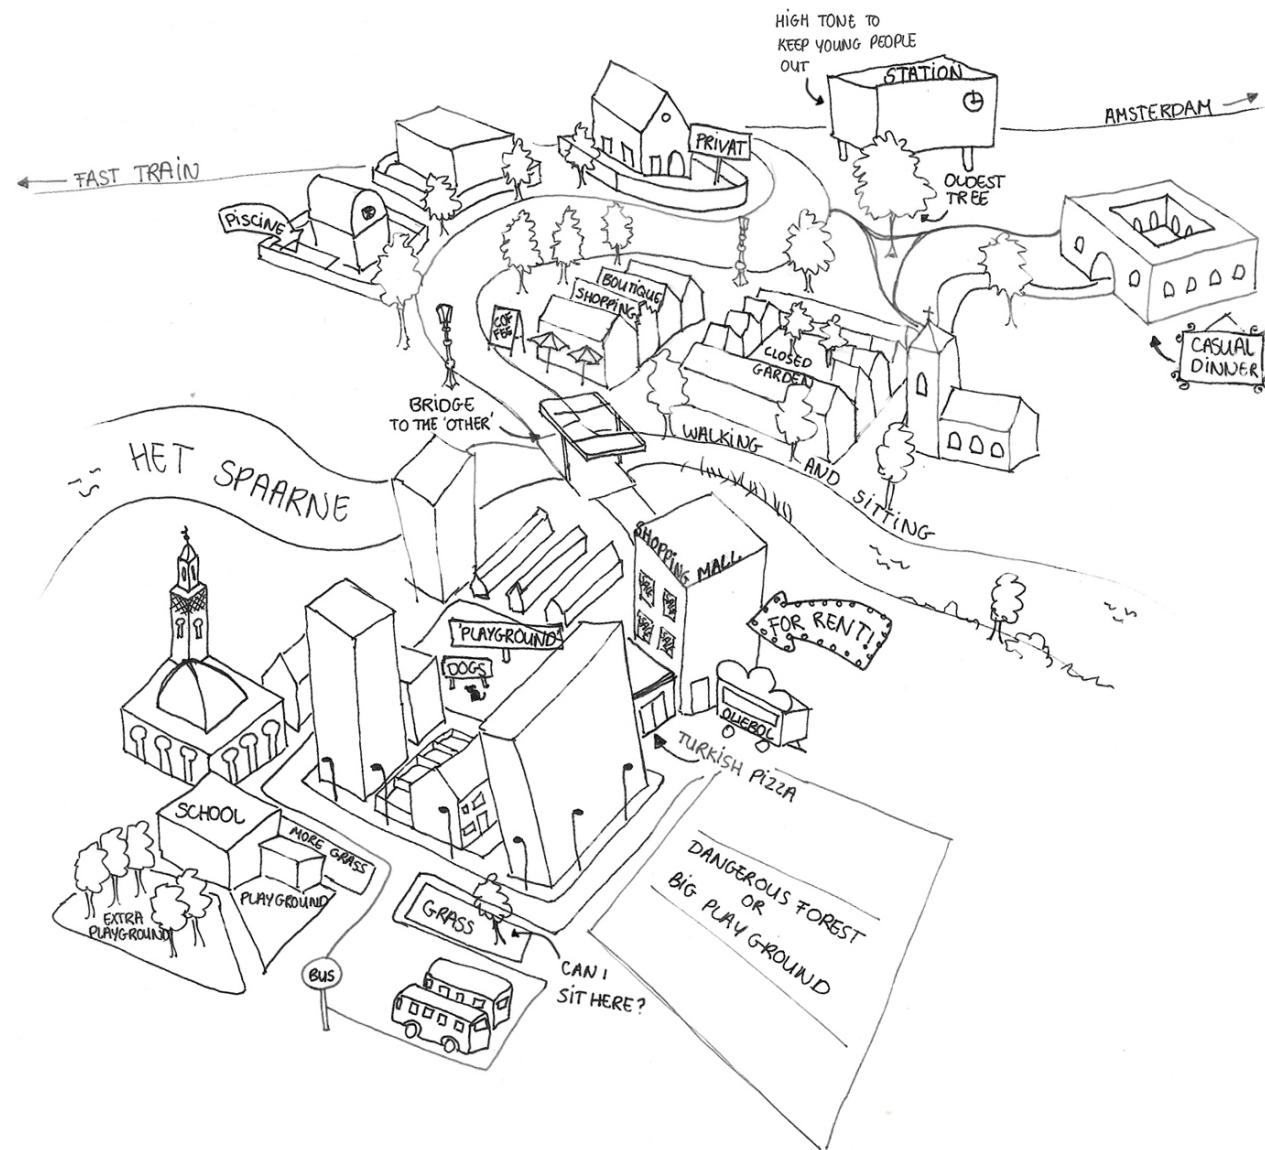 HIGH TONE TO
KEEP YOUNG PEOPLE
OUT
STATION
AMSTERDAM
FAST TRAIN
PRIVAT
OLDEST
TREE
PISCINE
BOUTIQUE
SHOPPING
COF
FEE
CLOSED
GARDEN
CASUAL
DINNER
BRIDGE
TO THE 'OTHER'
WALKING AND SITTING
HET SPAARNE
SHOPPING MALL
FOR RENT!
'PLAYGROUND'
DOGS
OLIEBOL
TURKISH PIZZA
SCHOOL
MORE GRASS
PLAYGROUND
EXTRA
PLAYGROUND
GRASS
DANGEROUS FOREST
OR
BIG PLAY GROUND
BUS
CAN I
SIT HERE?